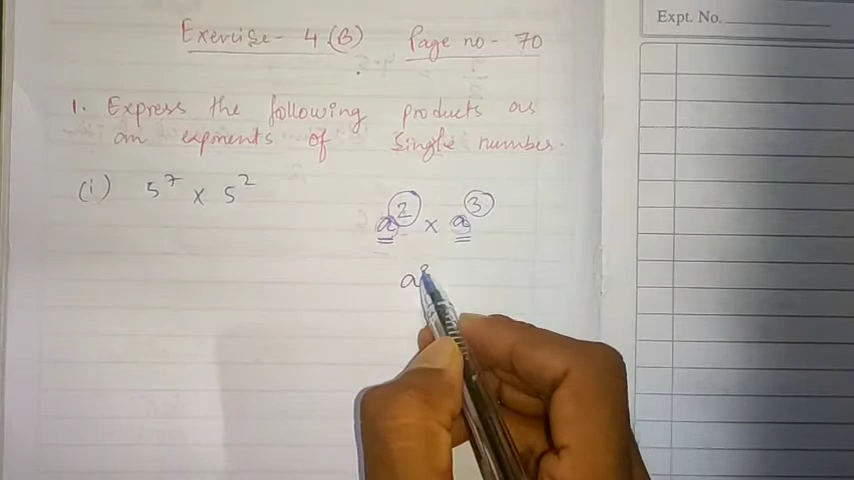 Exercise - 4 (B) Page no - 70
Expt. No.
1. Express the following products as
an exponents of Single number.
(i) 5⁷ x 5²
a² x a³
a